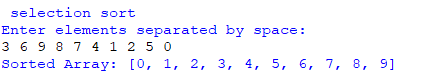 selection sort
Enter elements separated by space:
3 6 9 8 7 4 1 2 5 0
Sorted Array: [0, 1, 2, 3, 4, 5, 6, 7, 8, 9]